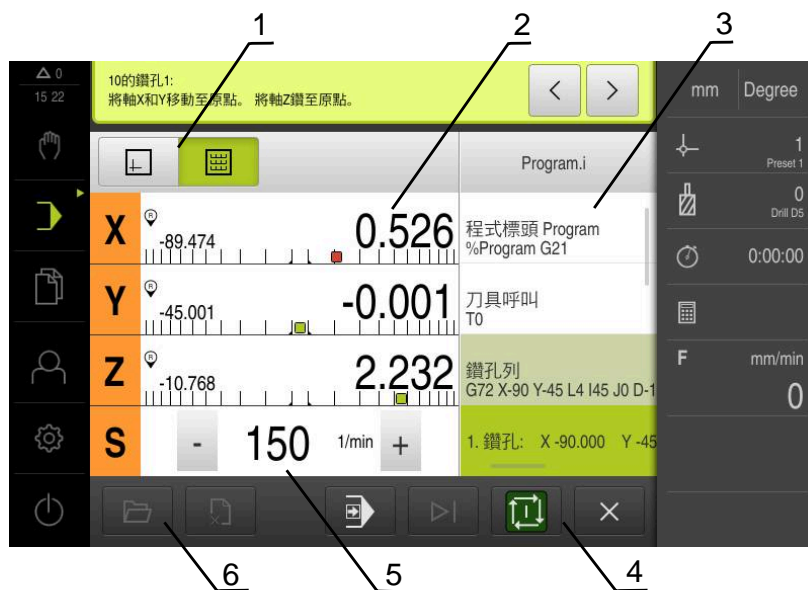 1
2
3
△ 0
15 22
10的鑽孔1:
將軸X和Y移動至原點。 將軸Z鑽至原點。
<
>
mm
Degree
Program.i
1
Preset 1
0
Drill D5
0:00:00
F
mm/min
0
X
R
-89.474
0.526
Y
R
-45.001
-0.001
Z
R
-10.768
2.232
S
-
150
1/min
+
程式標頭 Program
%Program G21
刀具呼叫
T0
鑽孔列
G72 X-90 Y-45 L4 I45 J0 D-1
1. 鑽孔: X -90.000 Y -45
6
5
4